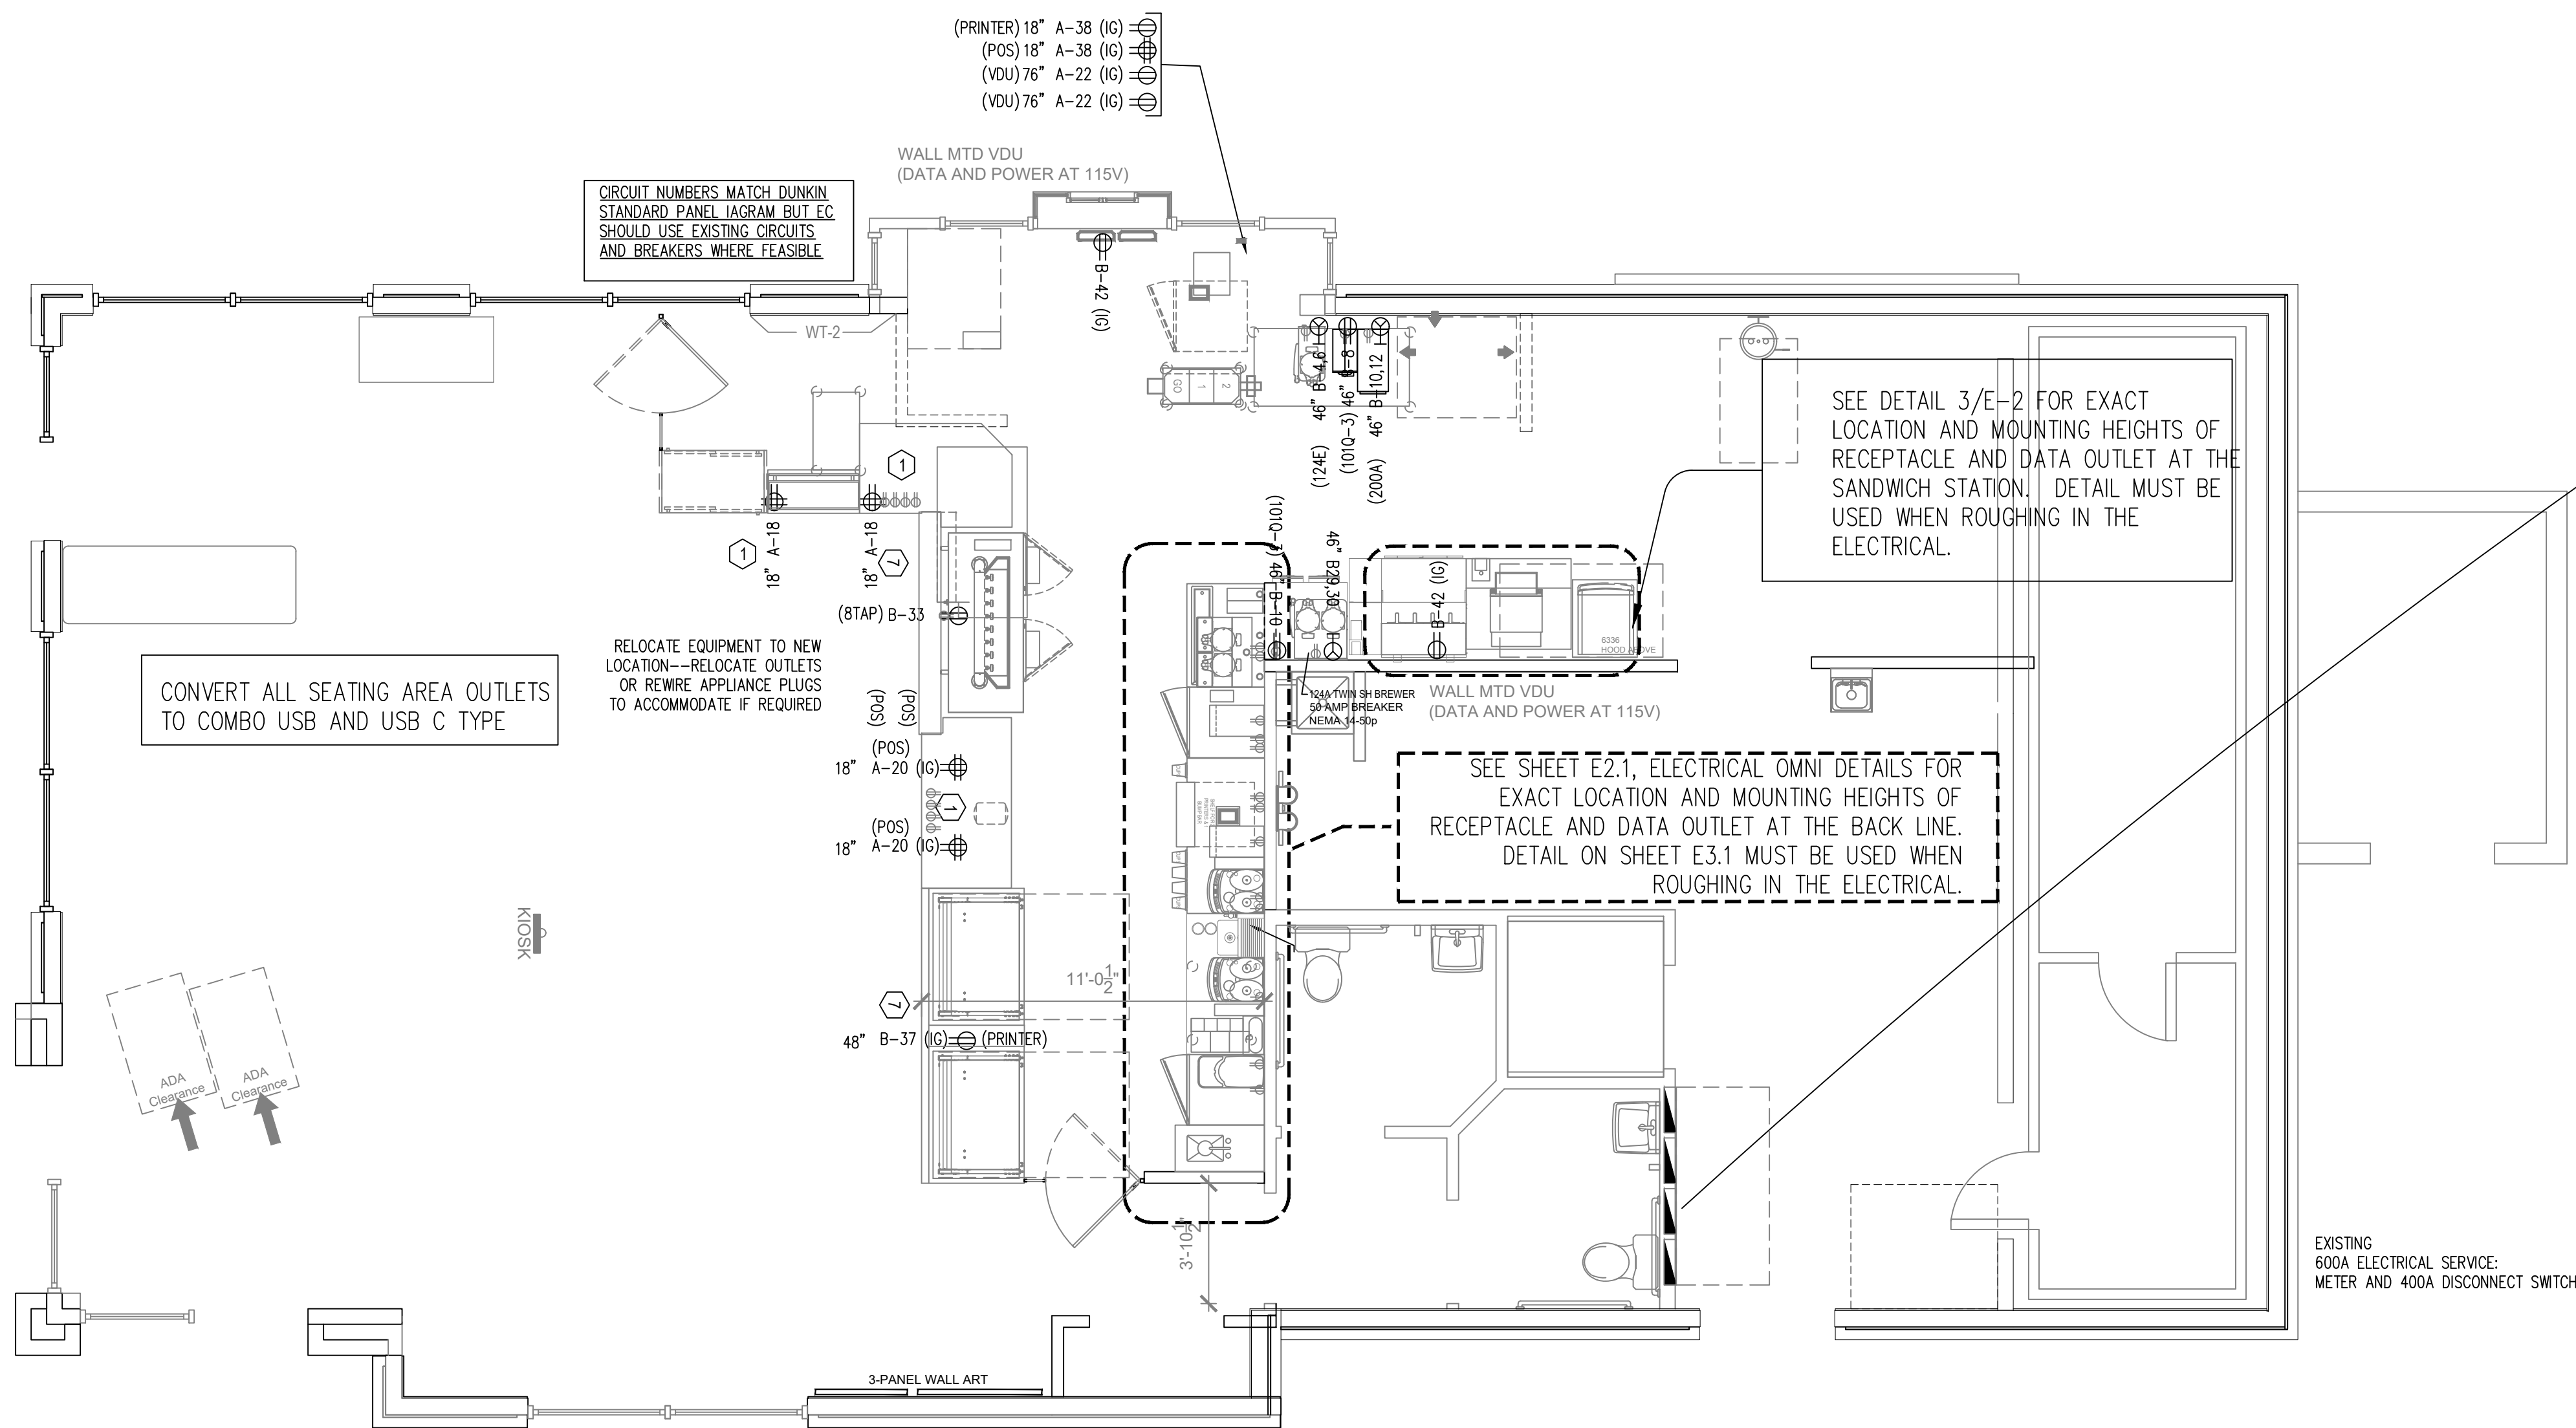 (PRINTER) 18" A-38 (IG)
(POS) 18" A-38 (IG)
(VDU) 76" A-22 (IG)
(VDU) 76" A-22 (IG)
WALL MTD VDU
(DATA AND POWER AT 115V)
CIRCUIT NUMBERS MATCH DUNKIN
STANDARD PANEL IAGRAM BUT EC
SHOULD USE EXISTING CIRCUITS
AND BREAKERS WHERE FEASIBLE
B-42 (IG)
WT-2
GO 1 2
(124E) 46" B-4,6
(101Q-3) 46" B-8
(200A) 46" B-10,12
SEE DETAIL 3/E-2 FOR EXACT
LOCATION AND MOUNTING HEIGHTS OF
RECEPTACLE AND DATA OUTLET AT THE
SANDWICH STATION. DETAIL MUST BE
USED WHEN ROUGHING IN THE
ELECTRICAL.
1
1
18" A-18
18" A-18
7
(8TAP) B-33
(101Q-3) 46" B-10
46" B29,30
B-42 (IG)
6336
HOOD ABOVE
RELOCATE EQUIPMENT TO NEW
LOCATION--RELOCATE OUTLETS
OR REWIRE APPLIANCE PLUGS
TO ACCOMMODATE IF REQUIRED
CONVERT ALL SEATING AREA OUTLETS
TO COMBO USB AND USB C TYPE
124A TWIN SH BREWER
50 AMP BREAKER
NEMA 14-50p
WALL MTD VDU
(DATA AND POWER AT 115V)
(POS)
(POS)
(POS)
18" A-20 (IG)
1
(POS)
18" A-20 (IG)
SEE SHEET E2.1, ELECTRICAL OMNI DETAILS FOR
EXACT LOCATION AND MOUNTING HEIGHTS OF
RECEPTACLE AND DATA OUTLET AT THE BACK LINE.
DETAIL ON SHEET E3.1 MUST BE USED WHEN
ROUGHING IN THE ELECTRICAL.
KIOSK
11'-0 1/2"
7
48" B-37 (IG) (PRINTER)
ADA
Clearance
ADA
Clearance
3'-10 1/2"
EXISTING
600A ELECTRICAL SERVICE:
METER AND 400A DISCONNECT SWITCH
3-PANEL WALL ART